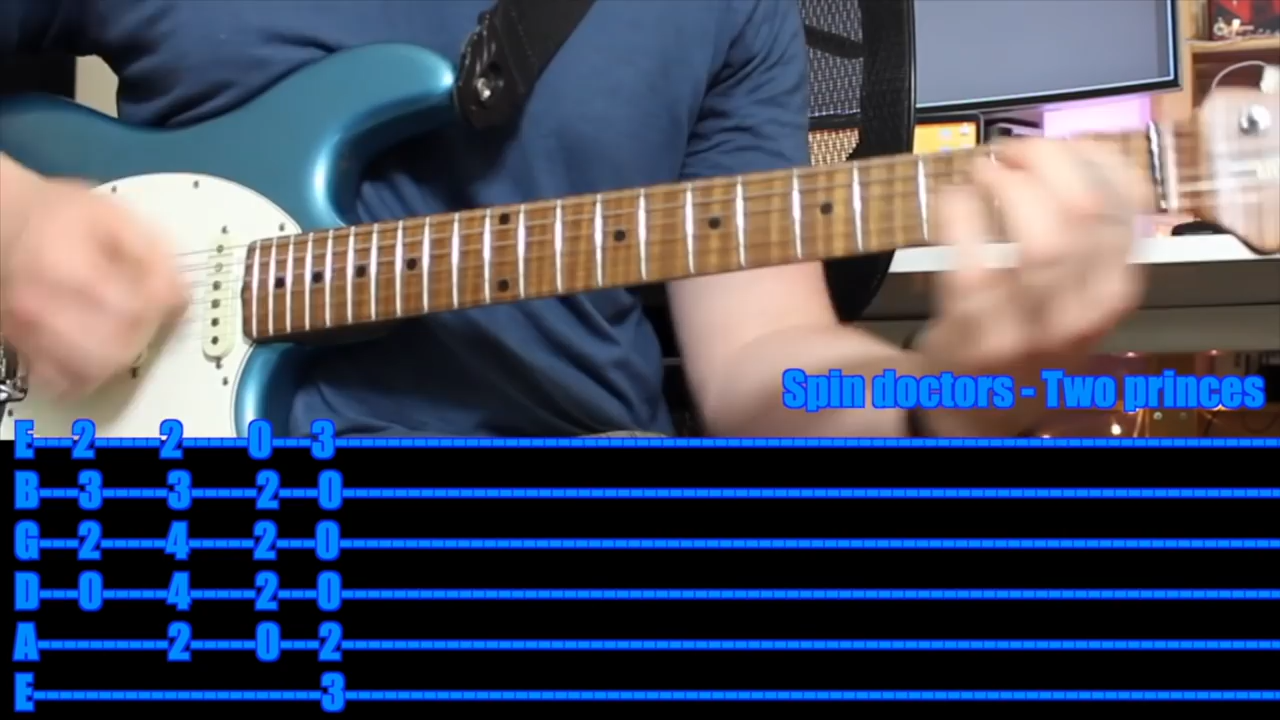 Spin doctors - Two princes
E--2-----2-----0---3---------------------------------------------------------------
B--3-----3-----2---0---------------------------------------------------------------
G--2-----4-----2---0---------------------------------------------------------------
D--0-----4-----2---0---------------------------------------------------------------
A--------2-----0---2---------------------------------------------------------------
E------------------3---------------------------------------------------------------